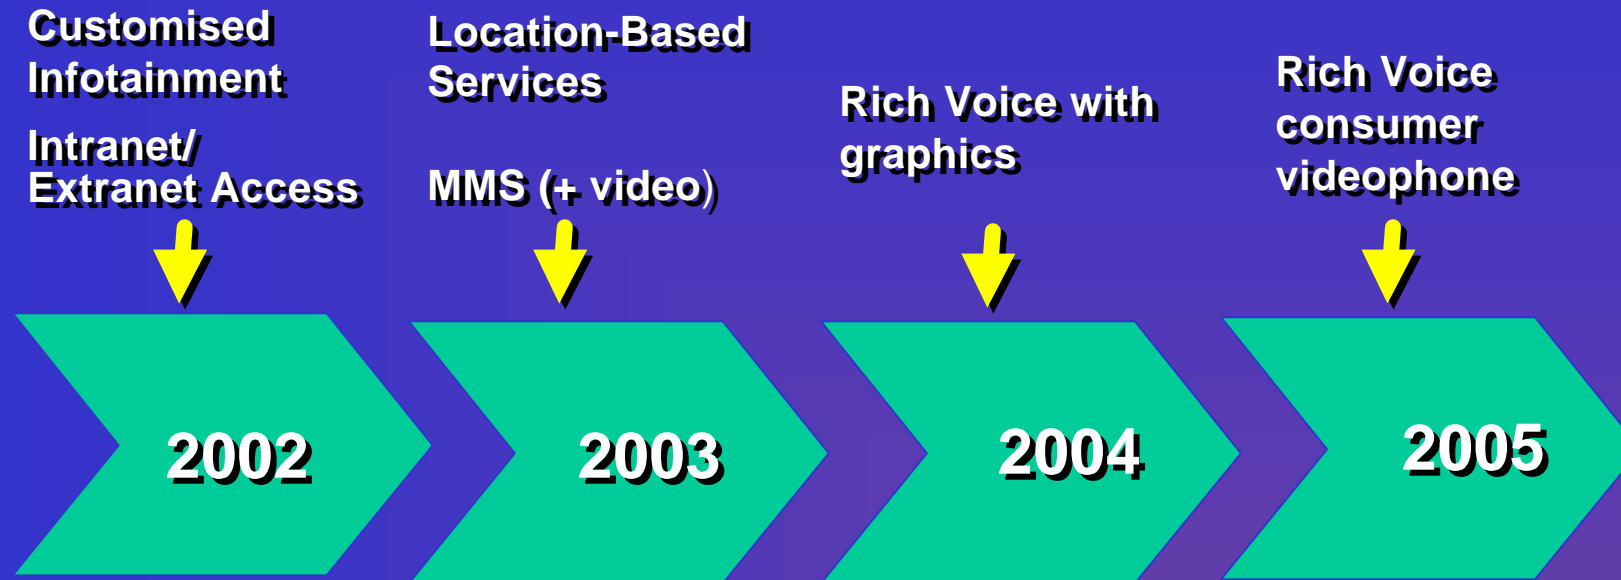 Customised
Infotainment
Intranet/
Extranet Access
Location-Based
Services
MMS (+ video)
Rich Voice with
graphics
Rich Voice
consumer
videophone
2002
2003
2004
2005